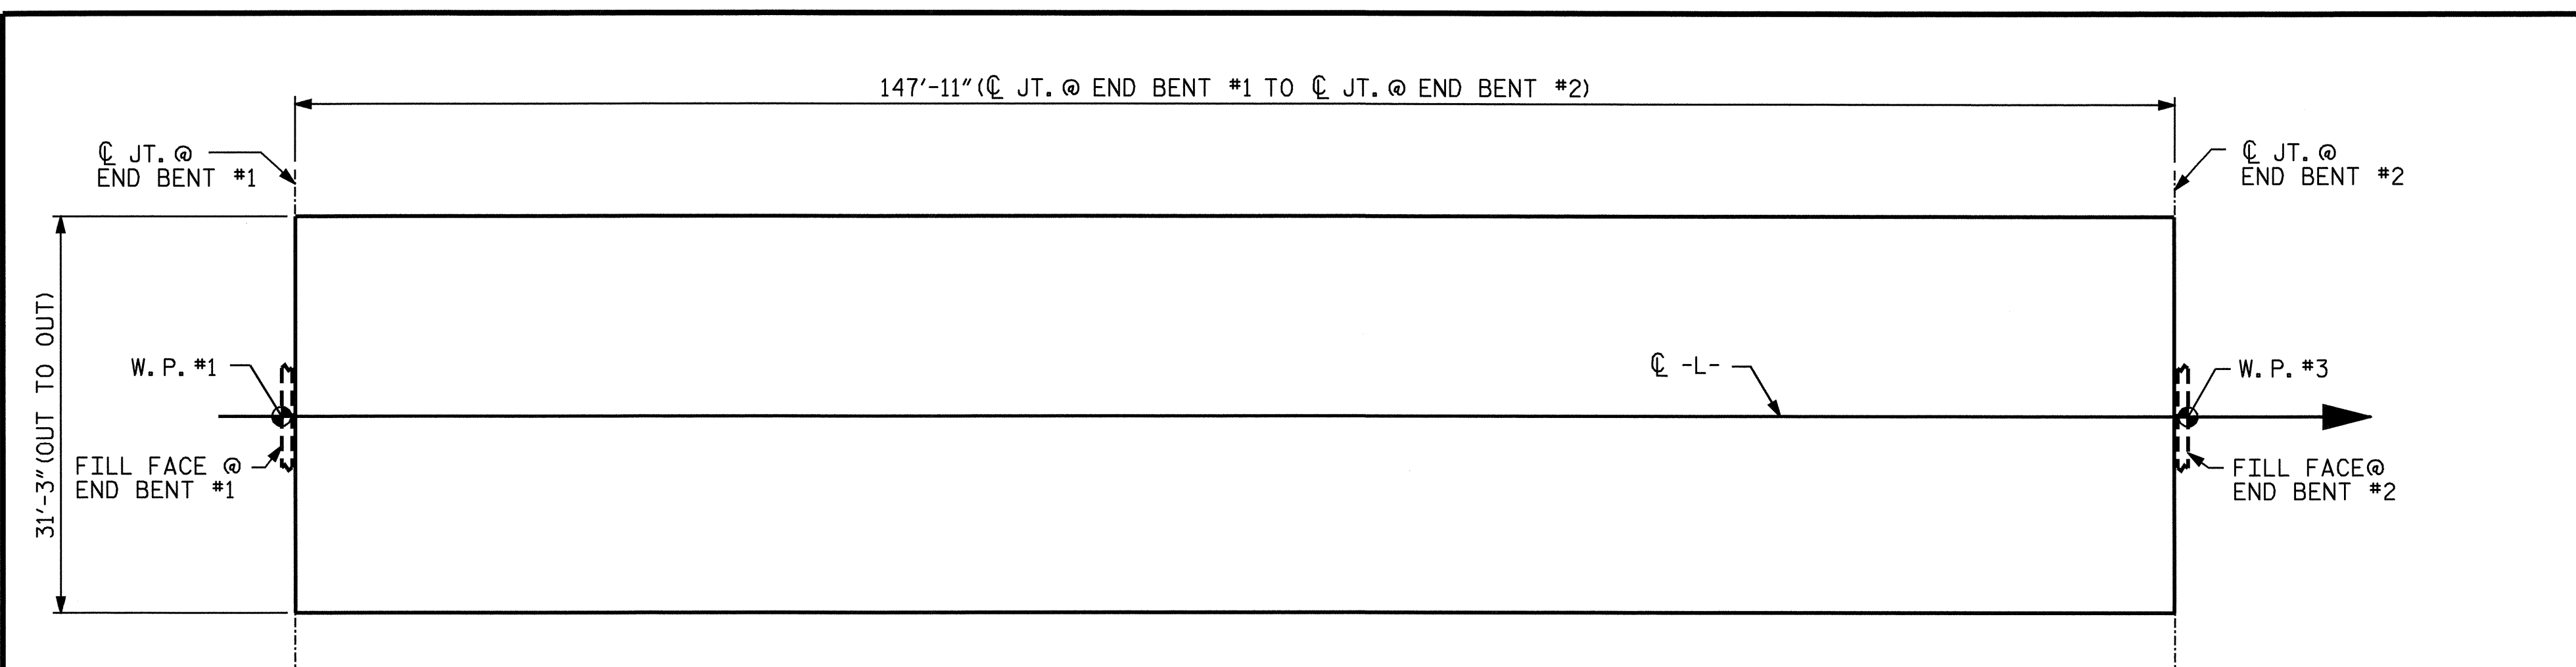 147'-11" (℄ JT. @ END BENT #1 TO ℄ JT. @ END BENT #2)
℄ JT. @
END BENT #1
℄ JT. @
END BENT #2
31'-3" (OUT TO OUT)
W. P. #1
℄ -L-
W. P. #3
FILL FACE @
END BENT #1
FILL FACE@
END BENT #2